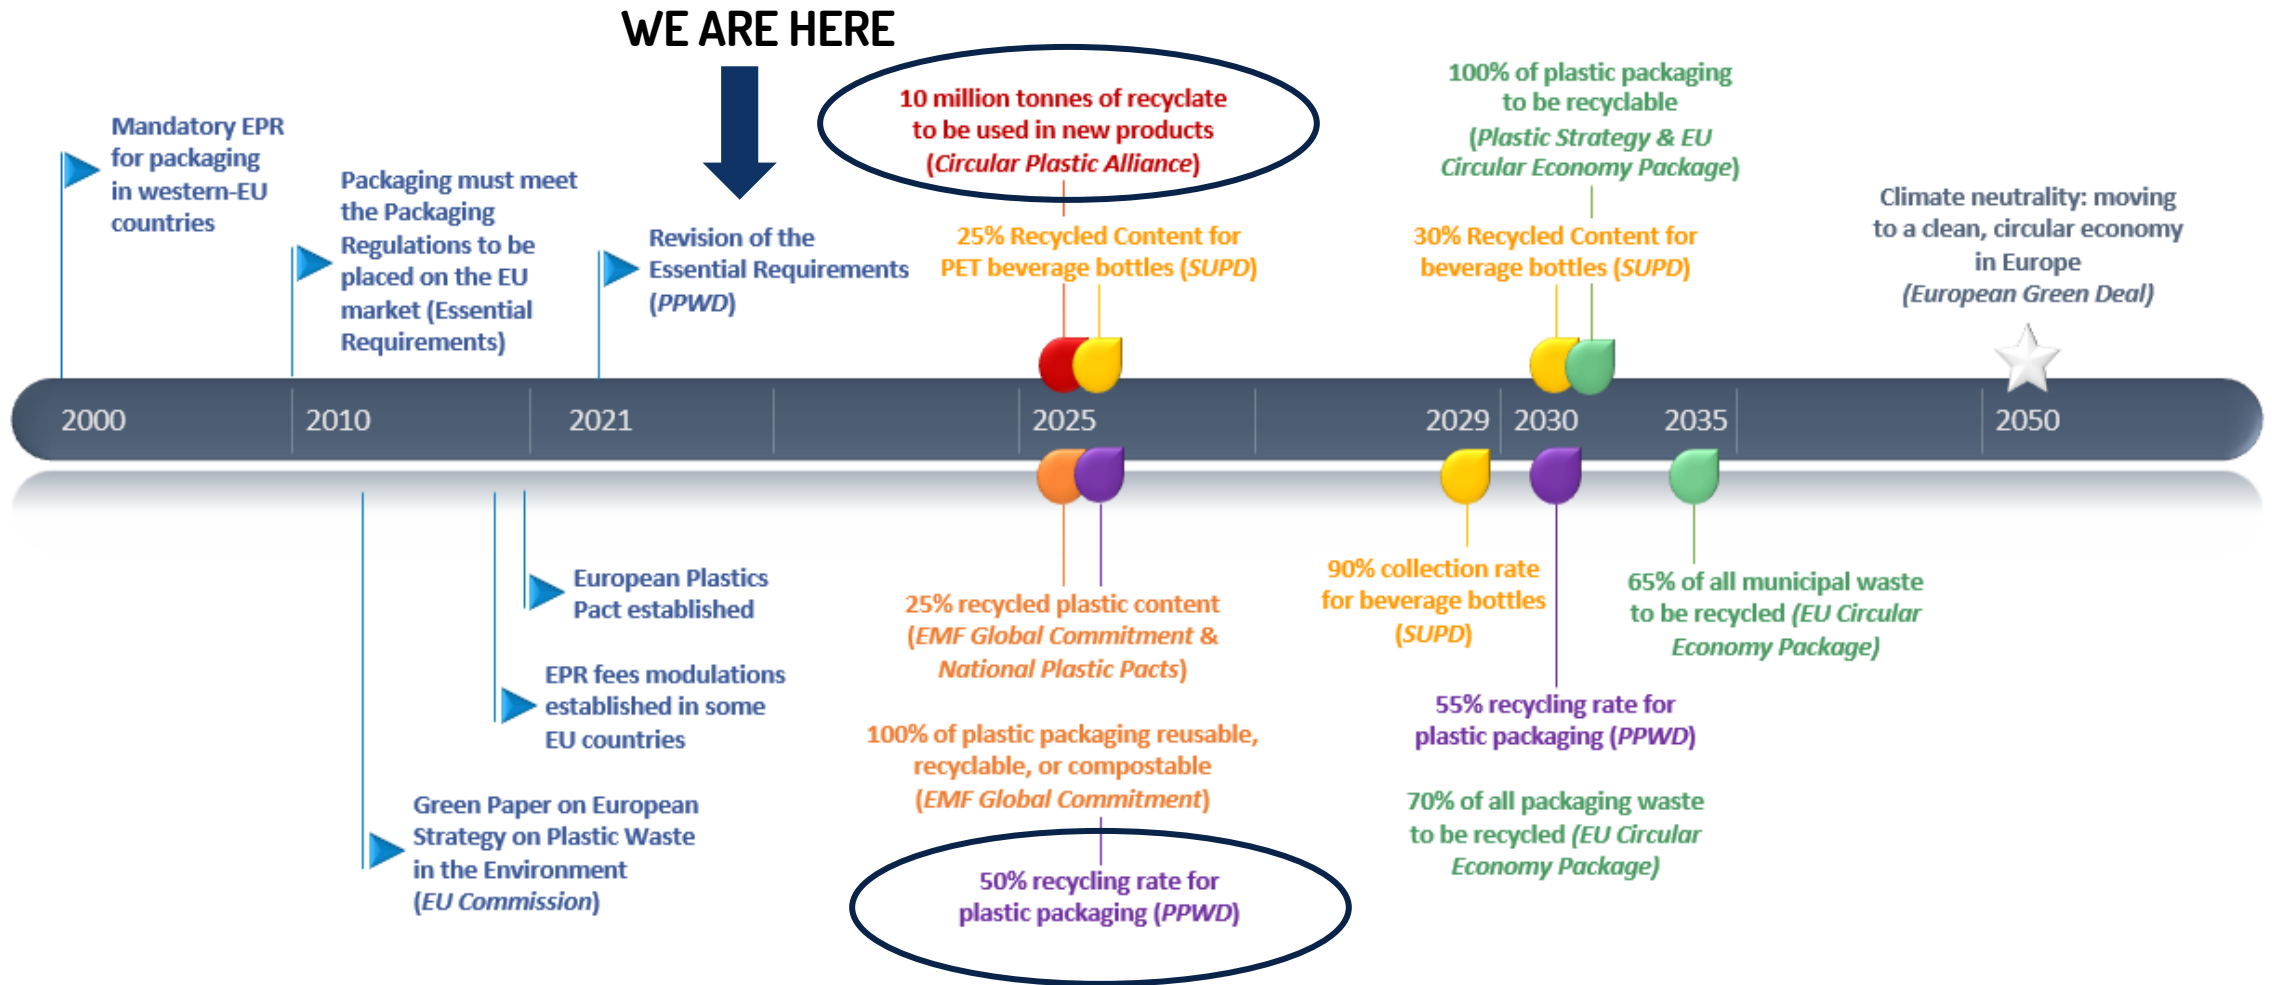 WE ARE HERE
Mandatory EPR
for packaging
in western-EU
countries
Packaging must meet
the Packaging
Regulations to be
placed on the EU
market (Essential
Requirements)
Revision of the
Essential Requirements
(PPWD)
10 million tonnes of recyclate
to be used in new products
(Circular Plastic Alliance)
25% Recycled Content for
PET beverage bottles (SUPD)
100% of plastic packaging
to be recyclable
(Plastic Strategy & EU
Circular Economy Package)
30% Recycled Content for
beverage bottles (SUPD)
Climate neutrality: moving
to a clean, circular economy
in Europe
(European Green Deal)
2000 2010 2021 2025 2029 2030 2035 2050
European Plastics
Pact established
EPR fees modulations
established in some
EU countries
Green Paper on European
Strategy on Plastic Waste
in the Environment
(EU Commission)
25% recycled plastic content
(EMF Global Commitment &
National Plastic Pacts)
100% of plastic packaging reusable,
recyclable, or compostable
(EMF Global Commitment)
50% recycling rate for
plastic packaging (PPWD)
90% collection rate
for beverage bottles
(SUPD)
55% recycling rate for
plastic packaging (PPWD)
70% of all packaging waste
to be recycled (EU Circular
Economy Package)
65% of all municipal waste
to be recycled (EU Circular
Economy Package)